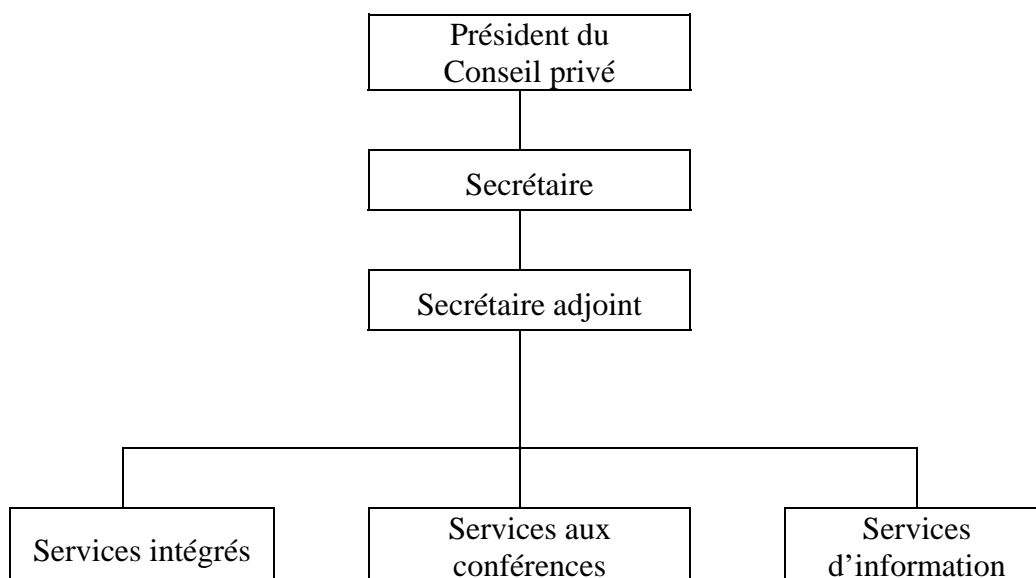 Président du
Conseil privé
Secrétaire
Secrétaire adjoint
Services intégrés
Services aux
conférences
Services
d’information